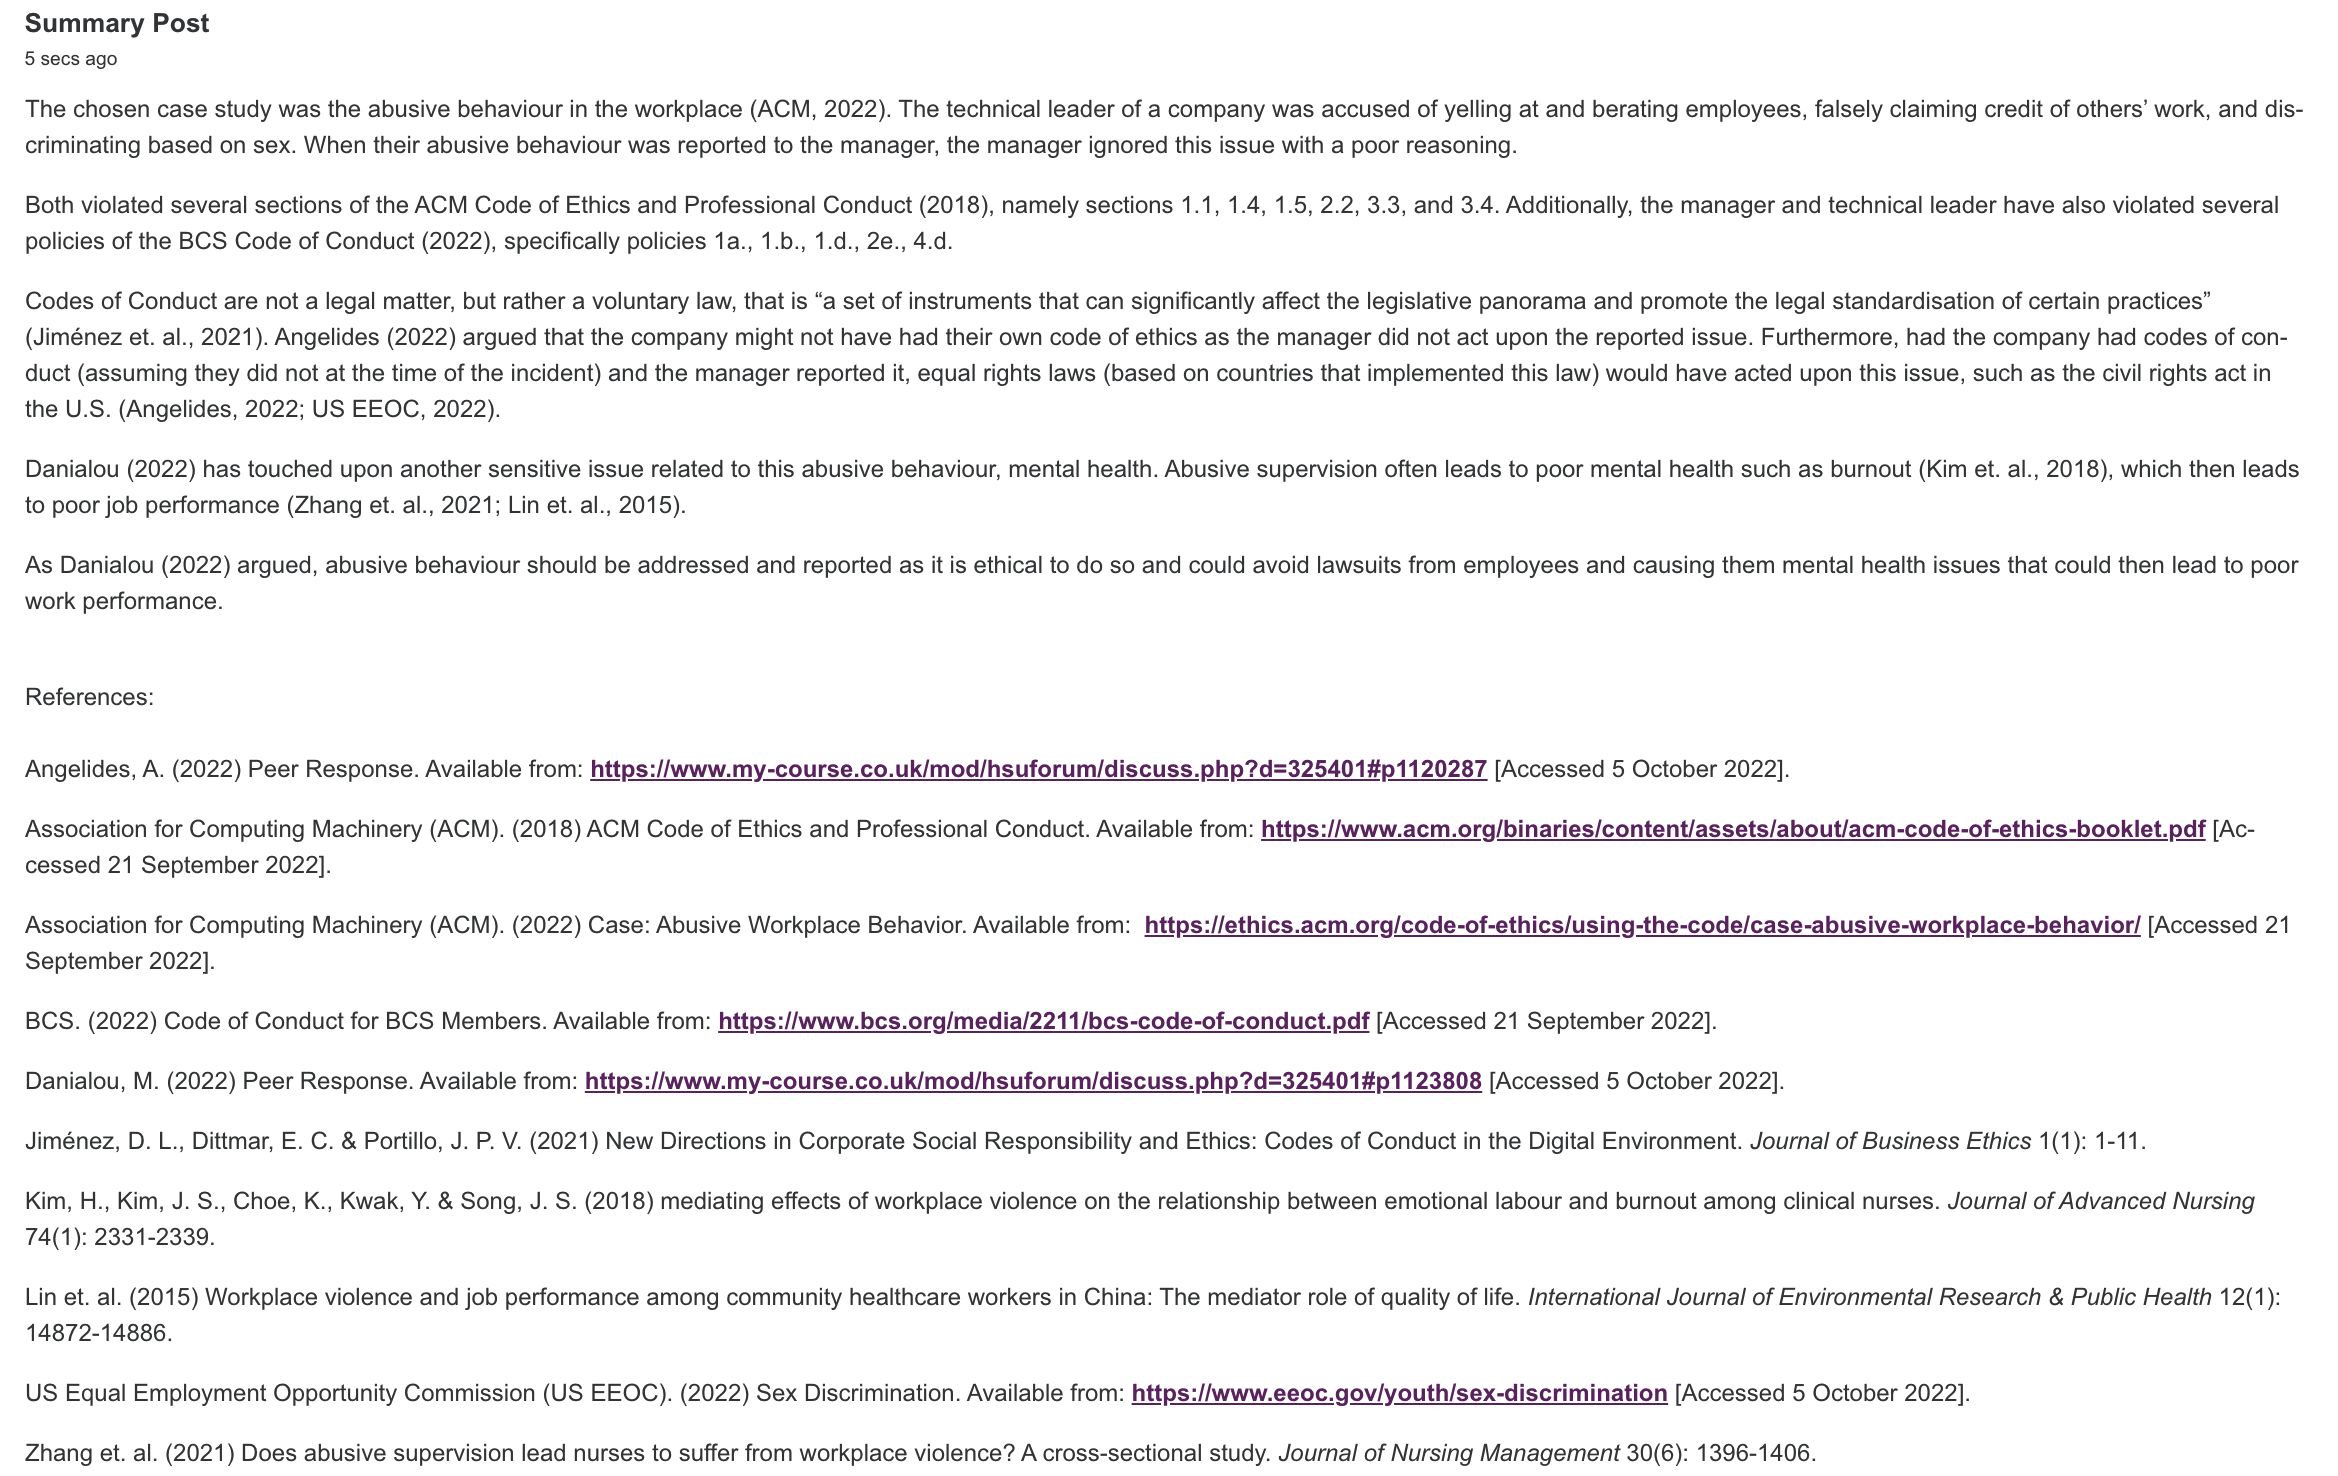 Summary Post
5 secs ago
The chosen case study was the abusive behaviour in the workplace (ACM, 2022). The technical leader of a company was accused of yelling at and berating employees, falsely claiming credit of others’ work, and dis-
criminating based on sex. When their abusive behaviour was reported to the manager, the manager ignored this issue with a poor reasoning.
Both violated several sections of the ACM Code of Ethics and Professional Conduct (2018), namely sections 1.1, 1.4, 1.5, 2.2, 3.3, and 3.4. Additionally, the manager and technical leader have also violated several
policies of the BCS Code of Conduct (2022), specifically policies 1a., 1.b., 1.d., 2e., 4.d.
Codes of Conduct are not a legal matter, but rather a voluntary law, that is “a set of instruments that can significantly affect the legislative panorama and promote the legal standardisation of certain practices”
(Jiménez et. al., 2021). Angelides (2022) argued that the company might not have had their own code of ethics as the manager did not act upon the reported issue. Furthermore, had the company had codes of con-
duct (assuming they did not at the time of the incident) and the manager reported it, equal rights laws (based on countries that implemented this law) would have acted upon this issue, such as the civil rights act in
the U.S. (Angelides, 2022; US EEOC, 2022).
Danialou (2022) has touched upon another sensitive issue related to this abusive behaviour, mental health. Abusive supervision often leads to poor mental health such as burnout (Kim et. al., 2018), which then leads
to poor job performance (Zhang et. al., 2021; Lin et. al., 2015).
As Danialou (2022) argued, abusive behaviour should be addressed and reported as it is ethical to do so and could avoid lawsuits from employees and causing them mental health issues that could then lead to poor
work performance.
References:
Angelides, A. (2022) Peer Response. Available from: https://www.my-course.co.uk/mod/hsuforum/discuss.php?d=325401#p1120287 [Accessed 5 October 2022].
Association for Computing Machinery (ACM). (2018) ACM Code of Ethics and Professional Conduct. Available from: https://www.acm.org/binaries/content/assets/about/acm-code-of-ethics-booklet.pdf [Ac-
cessed 21 September 2022].
Association for Computing Machinery (ACM). (2022) Case: Abusive Workplace Behavior. Available from: https://ethics.acm.org/code-of-ethics/using-the-code/case-abusive-workplace-behavior/ [Accessed 21
September 2022].
BCS. (2022) Code of Conduct for BCS Members. Available from: https://www.bcs.org/media/2211/bcs-code-of-conduct.pdf [Accessed 21 September 2022].
Danialou, M. (2022) Peer Response. Available from: https://www.my-course.co.uk/mod/hsuforum/discuss.php?d=325401#p1123808 [Accessed 5 October 2022].
Jiménez, D. L., Dittmar, E. C. & Portillo, J. P. V. (2021) New Directions in Corporate Social Responsibility and Ethics: Codes of Conduct in the Digital Environment. Journal of Business Ethics 1(1): 1-11.
Kim, H., Kim, J. S., Choe, K., Kwak, Y. & Song, J. S. (2018) mediating effects of workplace violence on the relationship between emotional labour and burnout among clinical nurses. Journal of Advanced Nursing
74(1): 2331-2339.
Lin et. al. (2015) Workplace violence and job performance among community healthcare workers in China: The mediator role of quality of life. International Journal of Environmental Research & Public Health 12(1):
14872-14886.
US Equal Employment Opportunity Commission (US EEOC). (2022) Sex Discrimination. Available from: https://www.eeoc.gov/youth/sex-discrimination [Accessed 5 October 2022].
Zhang et. al. (2021) Does abusive supervision lead nurses to suffer from workplace violence? A cross-sectional study. Journal of Nursing Management 30(6): 1396-1406.